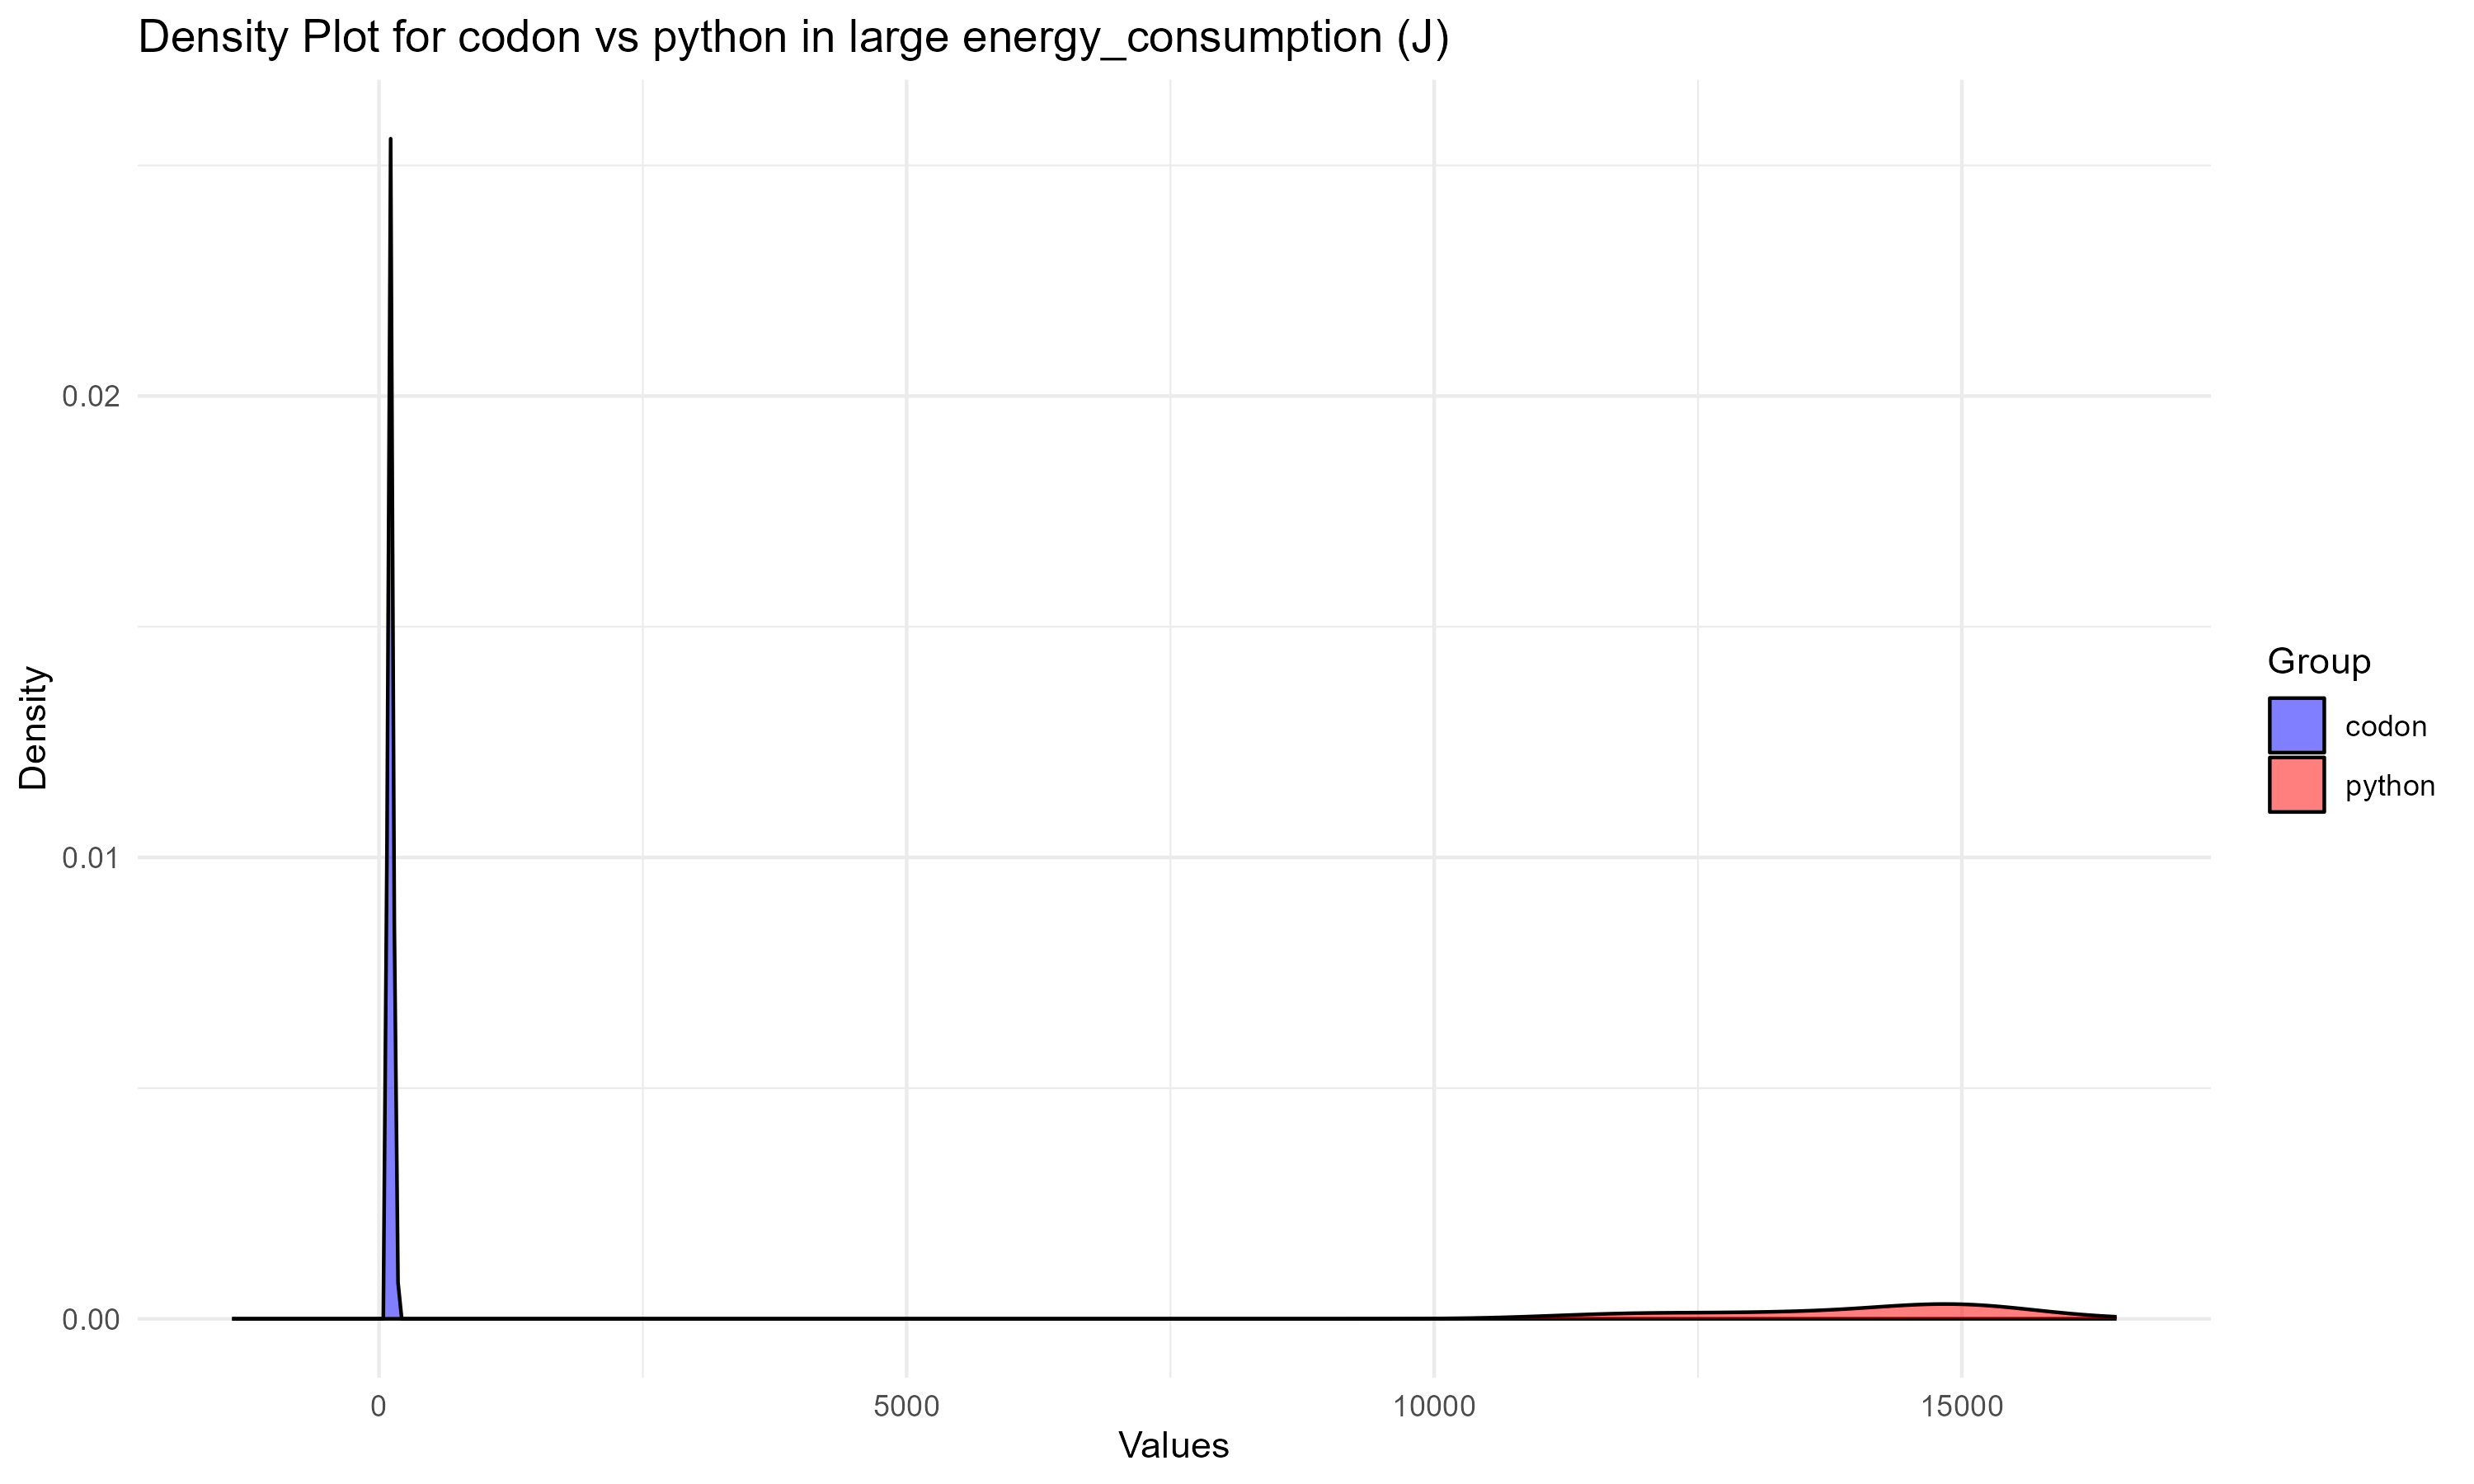 Density Plot for codon vs python in large energy_consumption (J)
Density
0.02
0.01
0.00
0
5000
10000
15000
Values
Group
codon
python